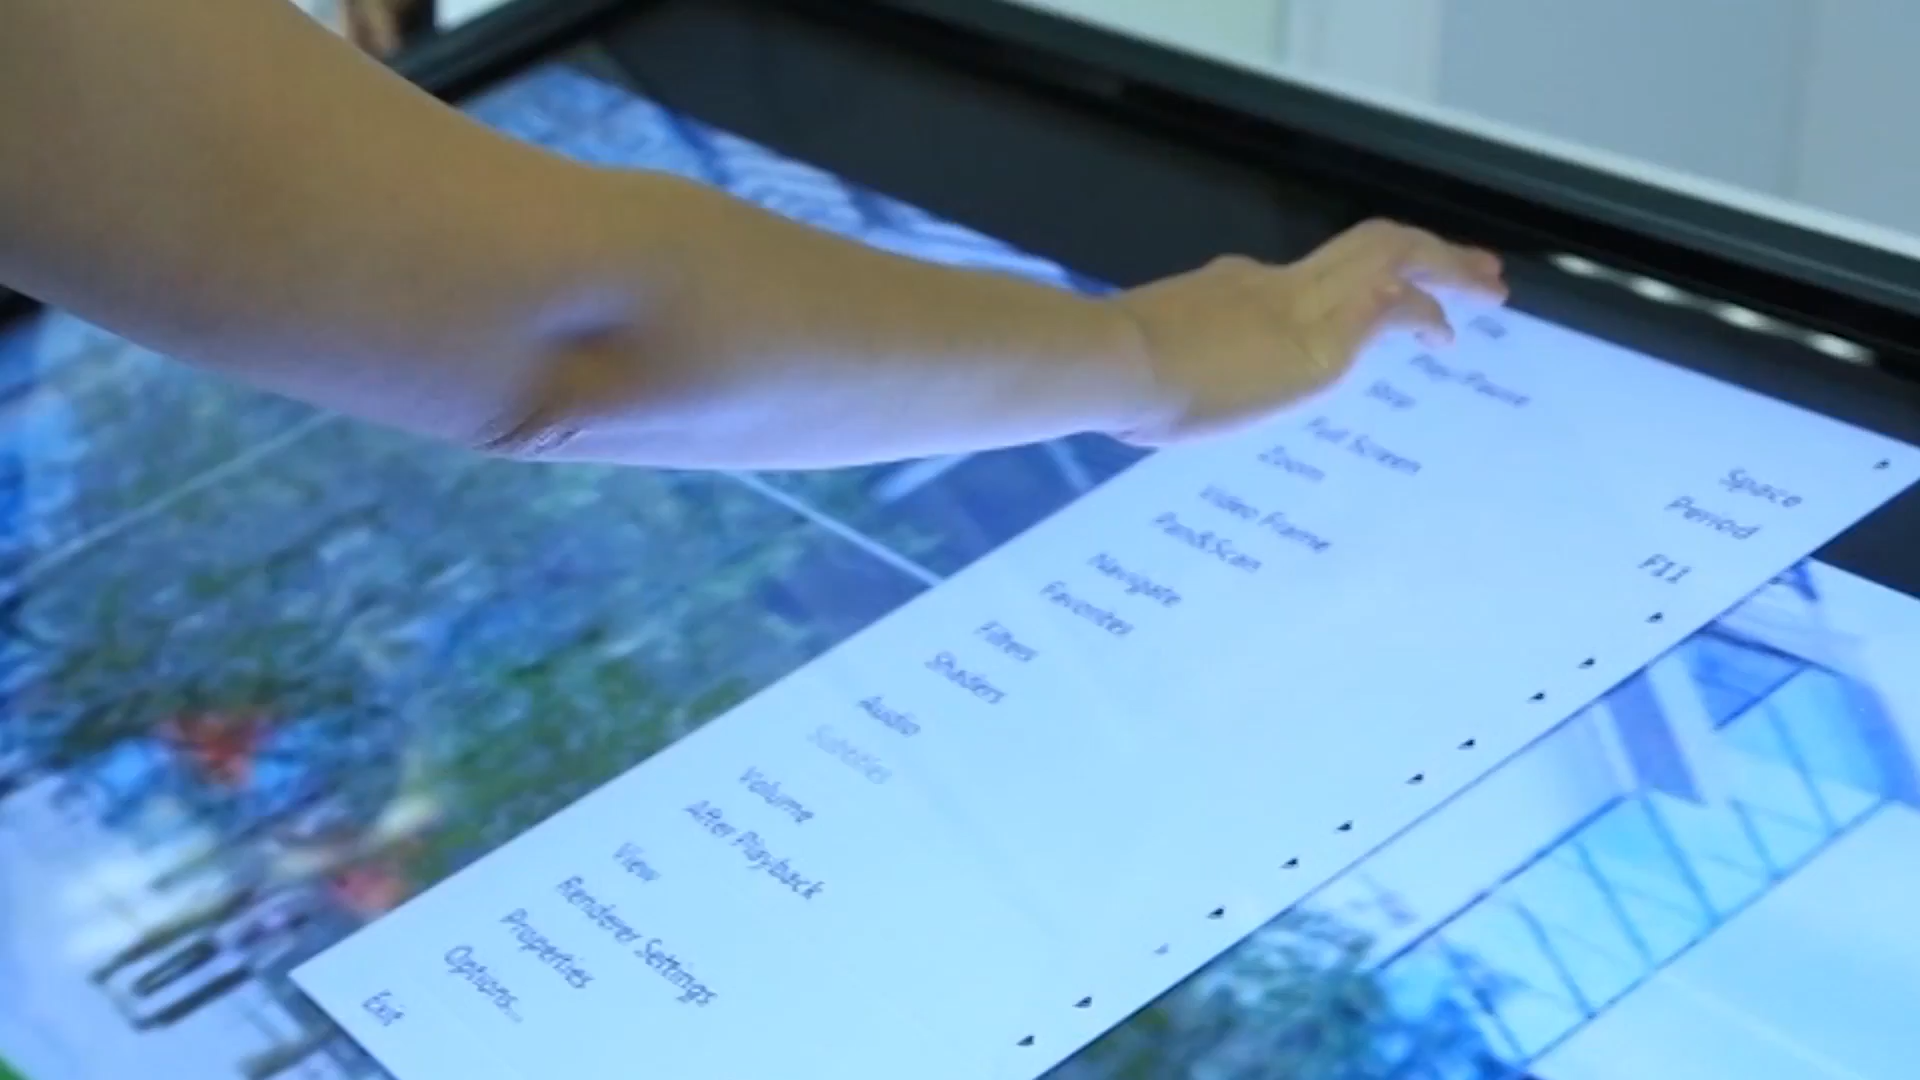 File
Play/Pause Space
Stop Period
Full Screen F11
Zoom
Video Frame
Pan&Scan
Navigate
Favorites
Filters
Shaders
Audio
Subtitles
Volume
After Playback
View
Renderer Settings
Properties
Options...
Exit